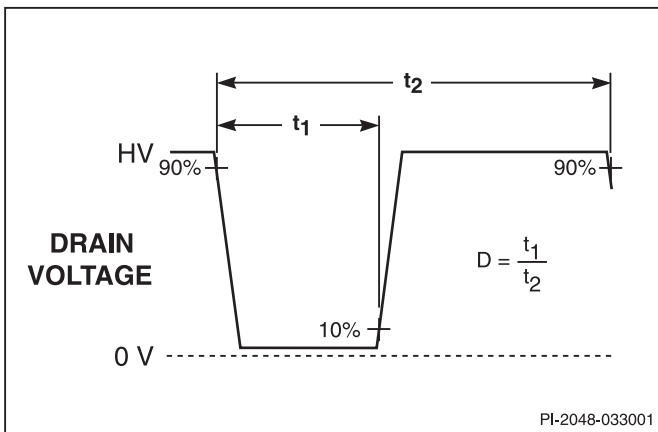 t2
t1
HV
90%
90%
DRAIN
VOLTAGE
D = t1
t2
10%
0 V
PI-2048-033001